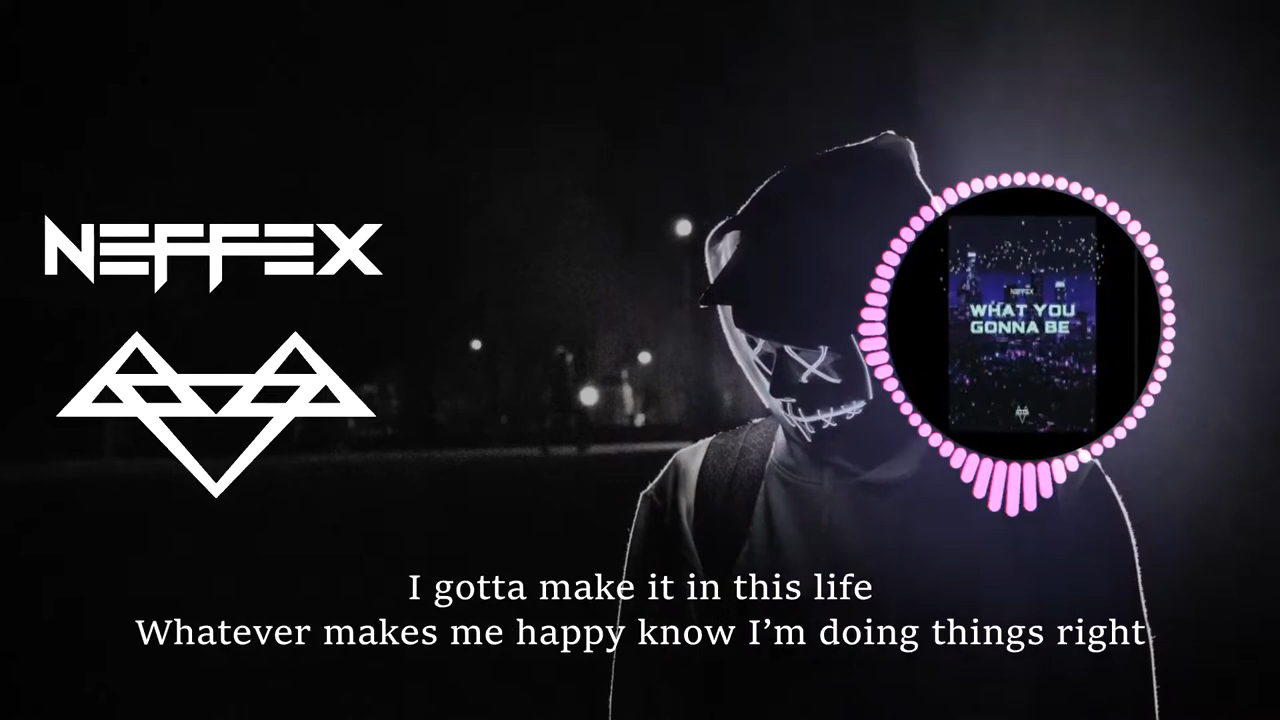 NEFFEX
NEFFEX
WHAT YOU
GONNA BE
I gotta make it in this life
Whatever makes me happy know I’m doing things right